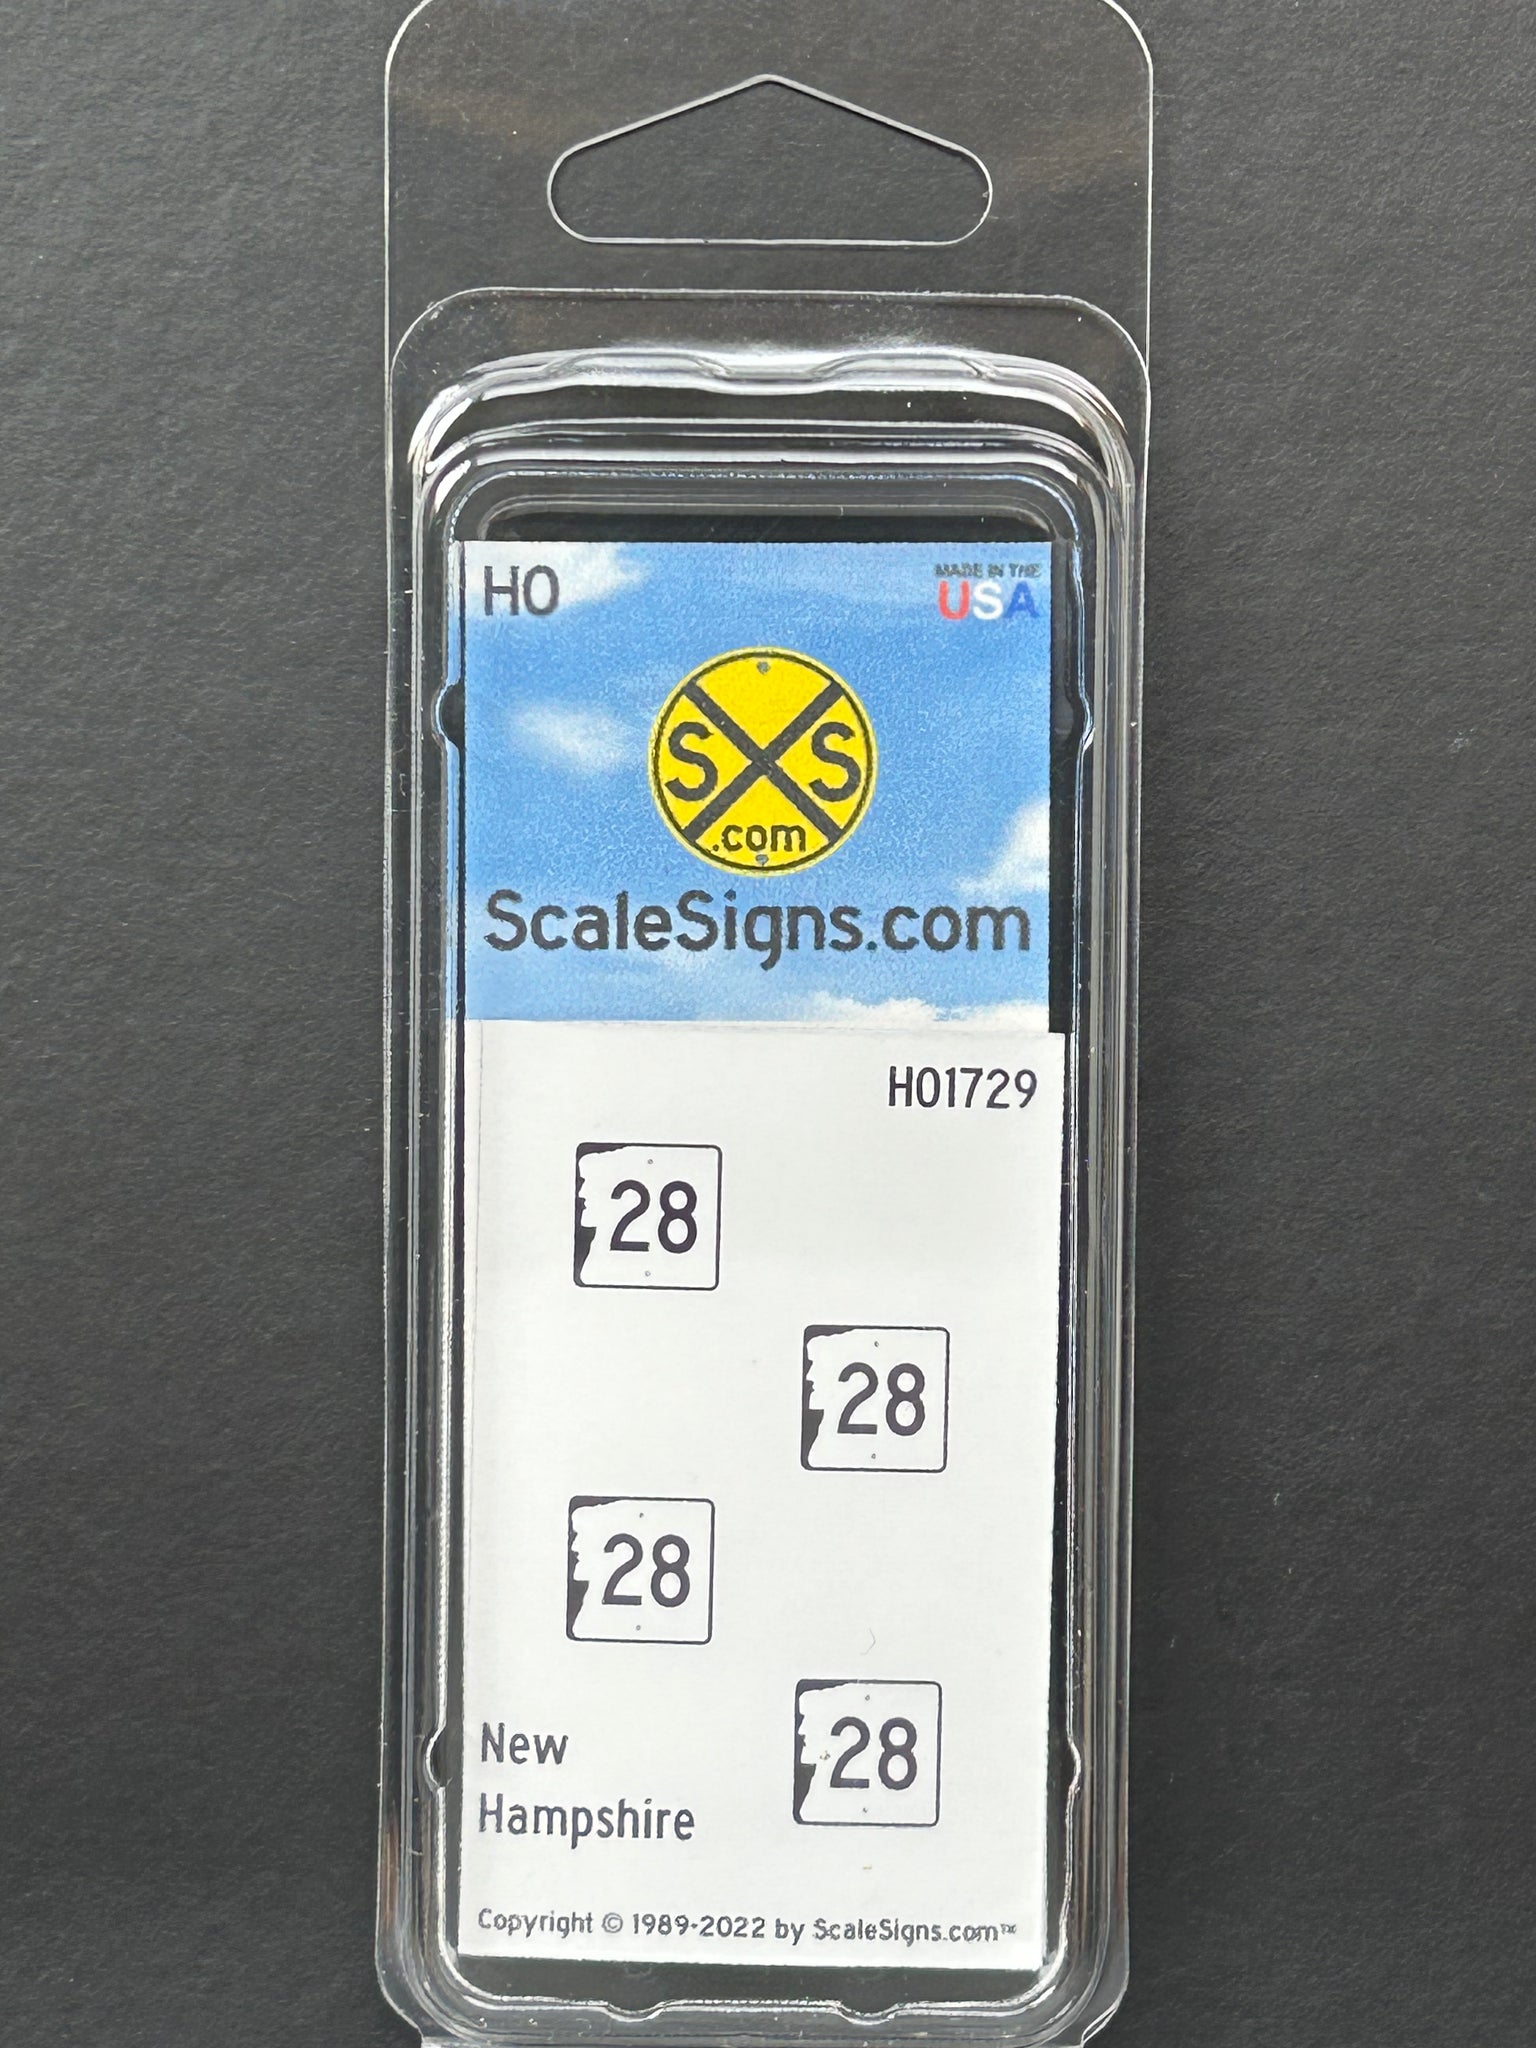 HO
MADE IN THE
USA
S S
.com
ScaleSigns.com
HO1729
28
28
28
28
New
Hampshire
Copyright © 1989-2022 by ScaleSigns.com™